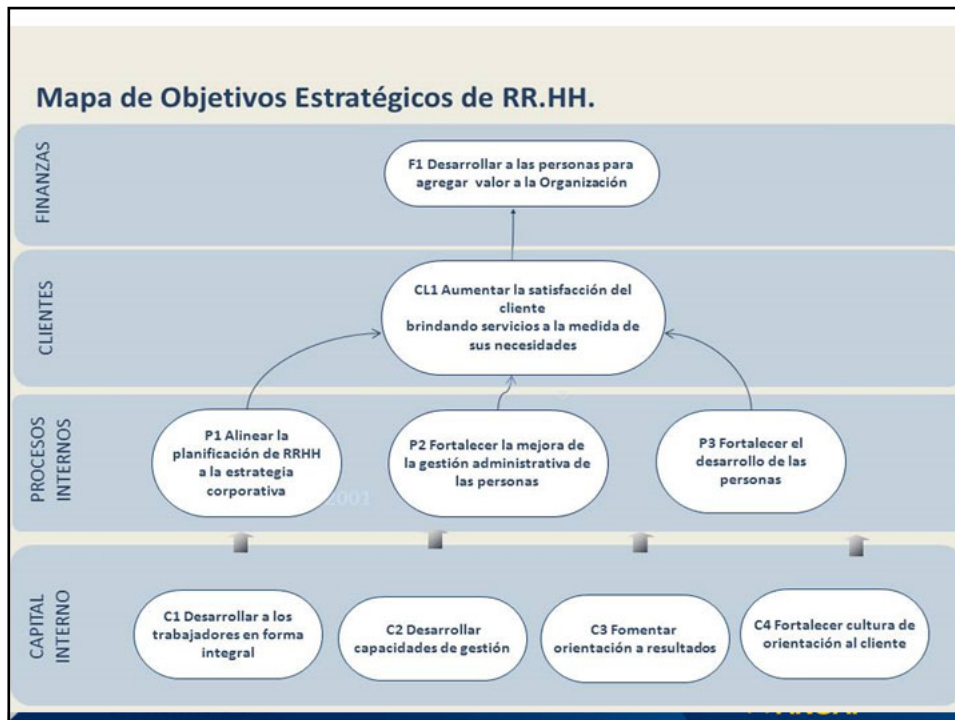 Mapa de Objetivos Estratégicos de RR.HH.
FINANZAS
F1 Desarrollar a las personas para
agregar valor a la Organización
CLIENTES
CL1 Aumentar la satisfacción del
cliente
brindando servicios a la medida de
sus necesidades
PROCESOS
INTERNOS
P1 Alinear la
planificación de RRHH
a la estrategia
corporativa
P2 Fortalecer la mejora de
la gestión administrativa de
las personas
P3 Fortalecer el
desarrollo de las
personas
2001
CAPITAL
INTERNO
C1 Desarrollar a los
trabajadores en forma
integral
C2 Desarrollar
capacidades de gestión
C3 Fomentar
orientación a resultados
C4 Fortalecer cultura de
orientación al cliente